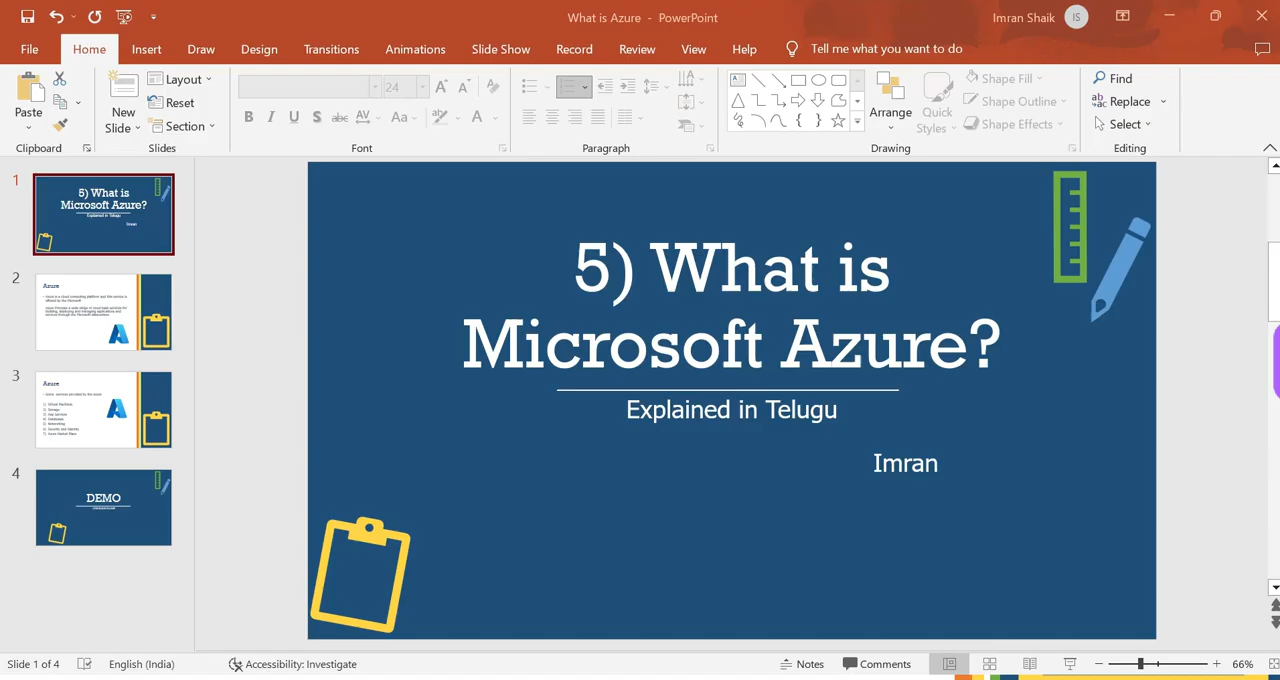 What is Azure - PowerPoint
Imran Shaik
IS
File Home Insert Draw Design Transitions Animations Slide Show Record Review View Help Tell me what you want to do
Paste
Clipboard
New Slide
Layout
Reset
Section
Slides
24
B I U S abc AV Aa A
Font
Paragraph
Arrange
Quick Styles
Shape Fill
Shape Outline
Shape Effects
Drawing
Find
Replace
Select
Editing
1
5) What is
Microsoft Azure?
Explained in Telugu
Imran
2
Azure
3
Azure
4
DEMO
5) What is
Microsoft Azure?
Explained in Telugu
Imran
Slide 1 of 4
English (India)
Accessibility: Investigate
Notes
Comments
66%